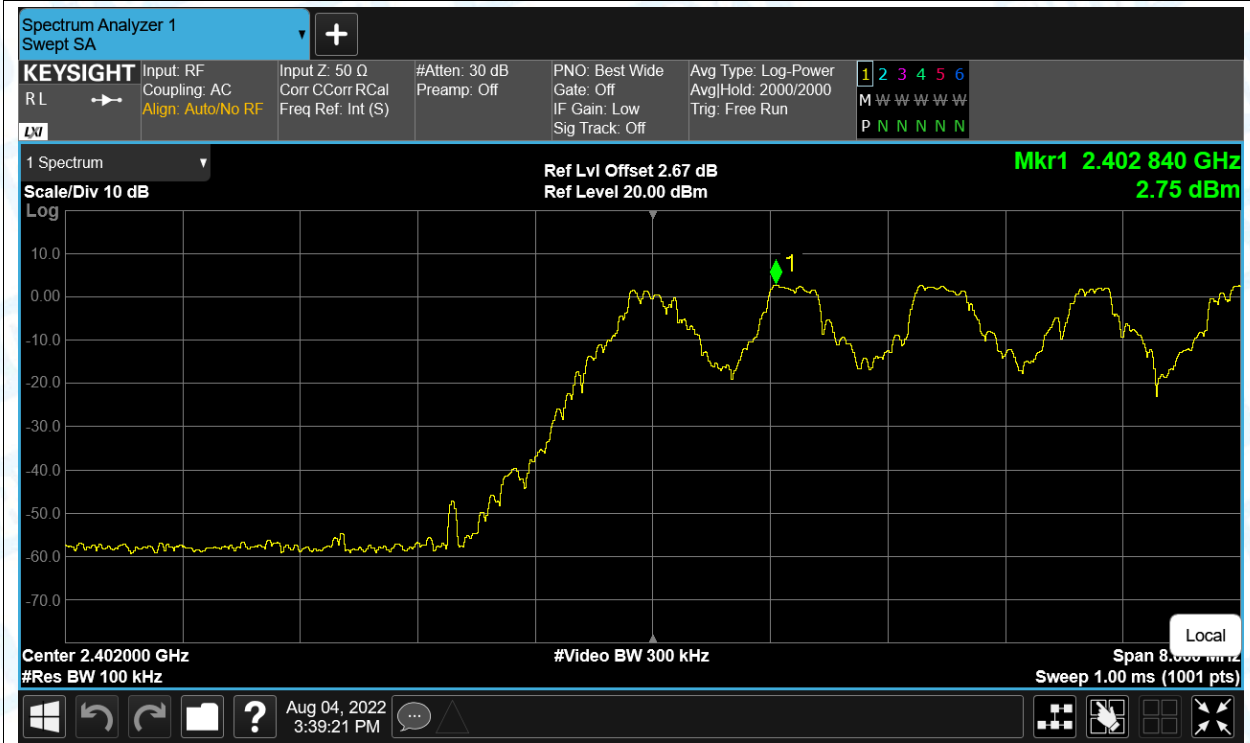 Spectrum Analyzer 1
Swept SA
KEYSIGHT
R L
LXI
Input: RF
Coupling: AC
Align: Auto/No RF
Input Z: 50 Ω
Corr CCorr RCal
Freq Ref: Int (S)
#Atten: 30 dB
Preamp: Off
PNO: Best Wide
Gate: Off
IF Gain: Low
Sig Track: Off
Avg Type: Log-Power
Avg|Hold: 2000/2000
Trig: Free Run
1 2 3 4 5 6
M W W W W W W
P N N N N N N
1 Spectrum
Scale/Div 10 dB
Log
Ref Lvl Offset 2.67 dB
Ref Level 20.00 dBm
Mkr1 2.402 840 GHz
2.75 dBm
1
10.0
0.00
-10.0
-20.0
-30.0
-40.0
-50.0
-60.0
-70.0
Local
Center 2.402000 GHz
#Video BW 300 kHz
Span 8.000 MHz
#Res BW 100 kHz
Sweep 1.00 ms (1001 pts)
?
Aug 04, 2022
3:39:21 PM